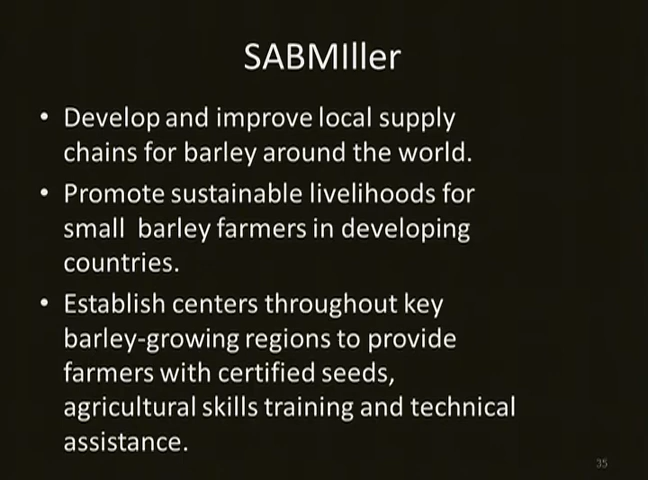 SABMIller
• Develop and improve local supply
chains for barley around the world.
• Promote sustainable livelihoods for
small  barley farmers in developing
countries.
• Establish centers throughout key
barley-growing regions to provide
farmers with certified seeds,
agricultural skills training and technical
assistance.
35